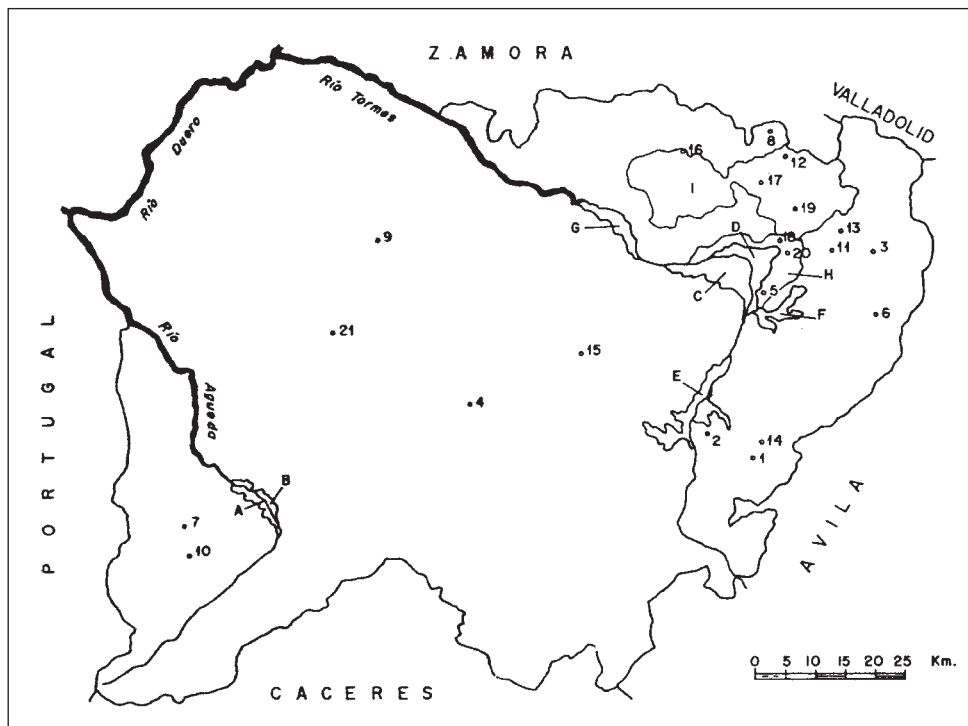 ZAMORA
VALLADOLID
Río Tormes
Duero
Río
8
16
12
17
I
19
G
D
18
13
9
20
11
3
C
H
5
F
6
Río
21
15
PORTUGAL
E
Agueda
4
2
14
1
B
A
7
AVILA
10
0 5 10 15 20 25 Km.
CACERES